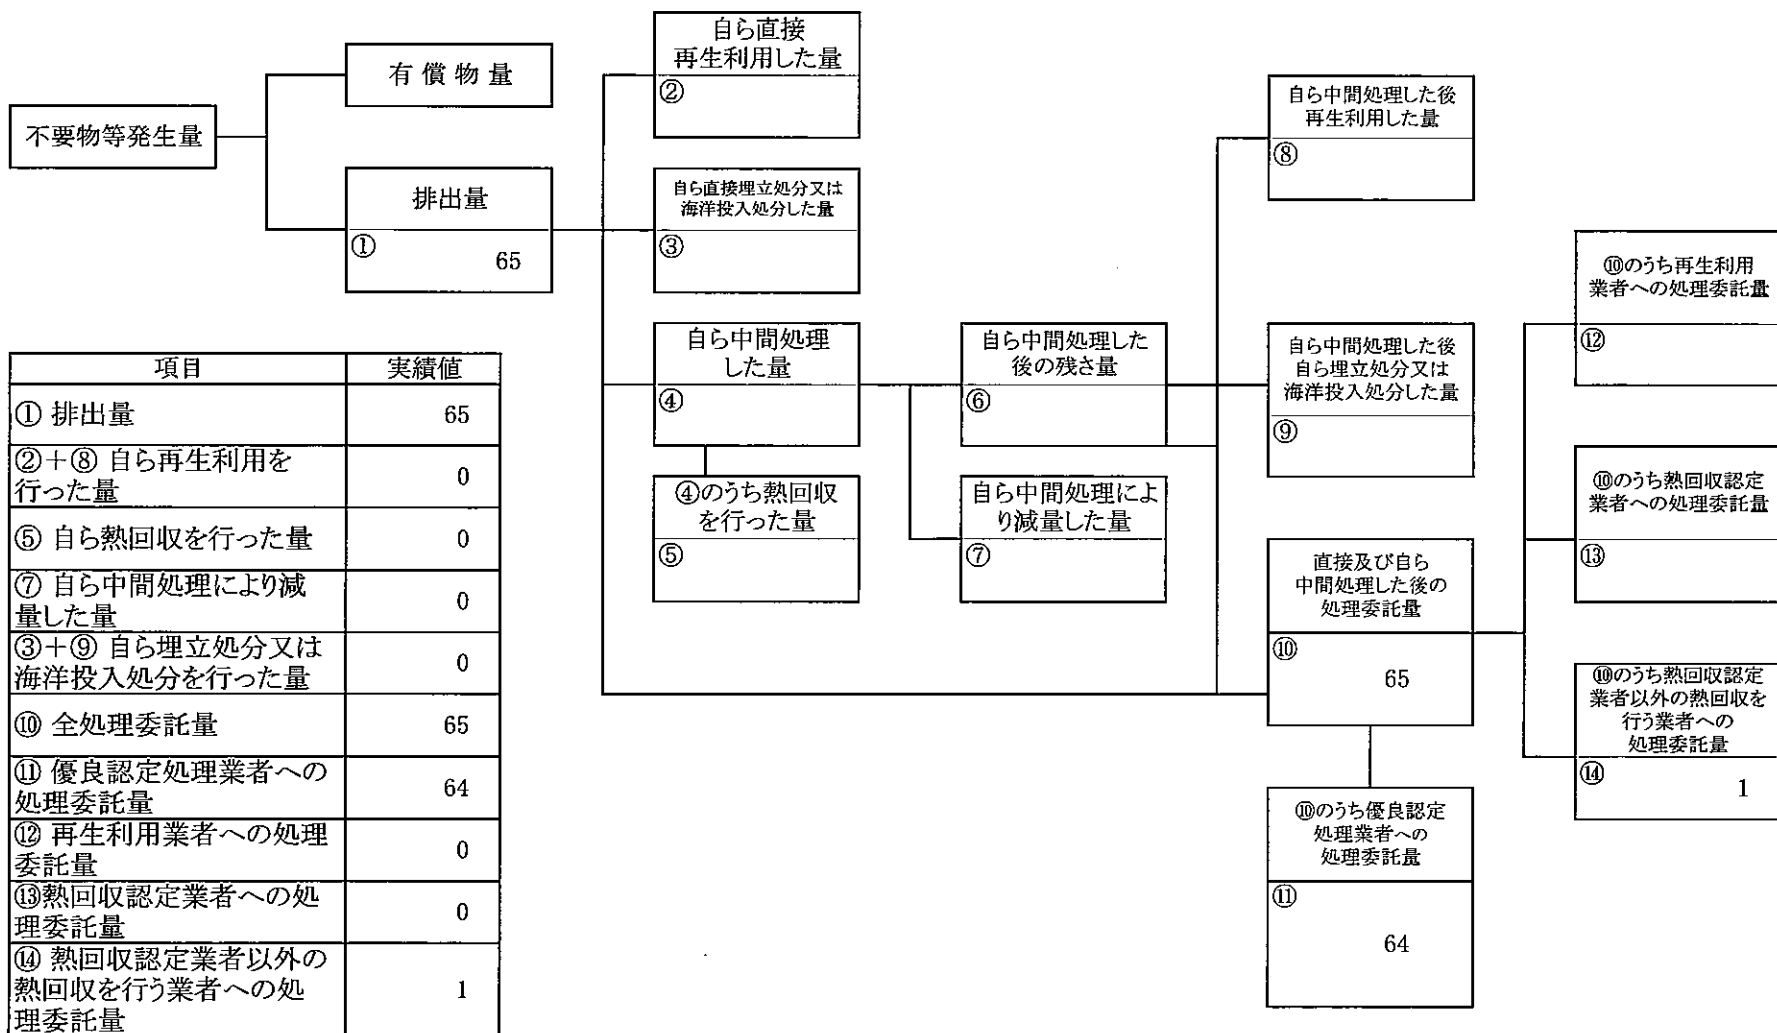 不要物等発生量
有償物量
排出量
①
65
自ら直接
再生利用した量
②
自ら直接埋立処分又は
海洋投入処分した量
③
自ら中間処理
した量
④
④のうち熱回収
を行った量
⑤
自ら中間処理した
後の残さ量
⑥
自ら中間処理によ
り減量した量
⑦
自ら中間処理した後
再生利用した量
⑧
自ら中間処理した後
自ら埋立処分又は
海洋投入処分した量
⑨
直接及び自ら
中間処理した後の
処理委託量
⑩
65
⑩のうち優良認定
処理業者への
処理委託量
⑪
64
⑩のうち再生利用
業者への処理委託量
⑫
⑩のうち熱回収認定
業者への処理委託量
⑬
⑩のうち熱回収認定
業者以外の熱回収を
行う業者への
処理委託量
⑭
1
項目 実績値
① 排出量 65
②+⑧ 自ら再生利用を
行った量 0
⑤ 自ら熱回収を行った量 0
⑦ 自ら中間処理により減
量した量 0
③+⑨ 自ら埋立処分又は
海洋投入処分を行った量 0
⑩ 全処理委託量 65
⑪ 優良認定処理業者への
処理委託量 64
⑫ 再生利用業者への処理
委託量 0
⑬熱回収認定業者への処
理委託量 0
⑭ 熱回収認定業者以外の
熱回収を行う業者への処
理委託量 1